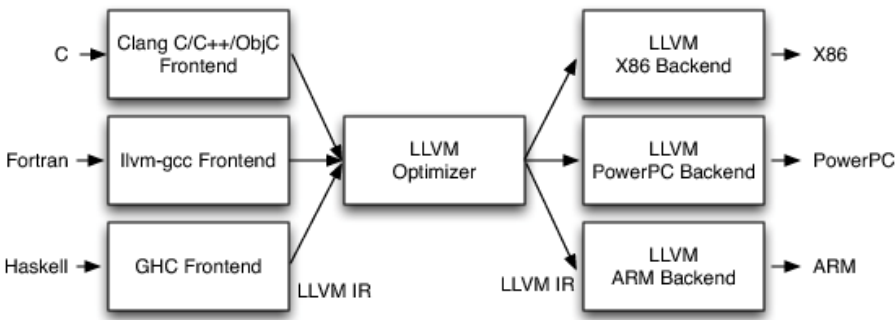 C
Clang C/C++/ObjC
Frontend
LLVM
X86 Backend
X86
Fortran
llvm-gcc Frontend
LLVM
Optimizer
LLVM
PowerPC Backend
PowerPC
Haskell
GHC Frontend
LLVM IR
LLVM IR
LLVM
ARM Backend
ARM